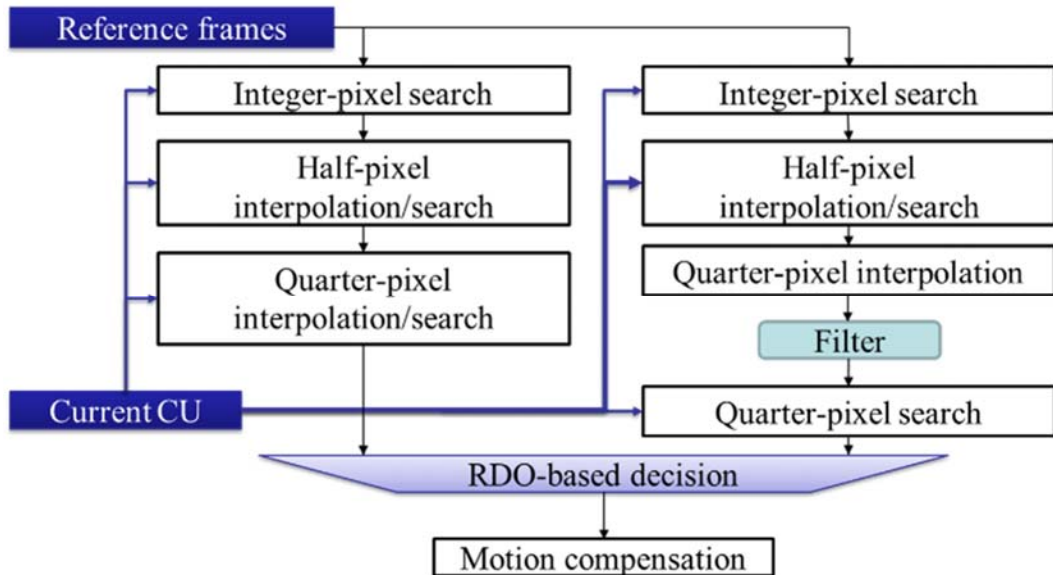 Reference frames
Integer-pixel search
Half-pixel
interpolation/search
Quarter-pixel
interpolation/search
Current CU
Integer-pixel search
Half-pixel
interpolation/search
Quarter-pixel interpolation
Filter
Quarter-pixel search
RDO-based decision
Motion compensation